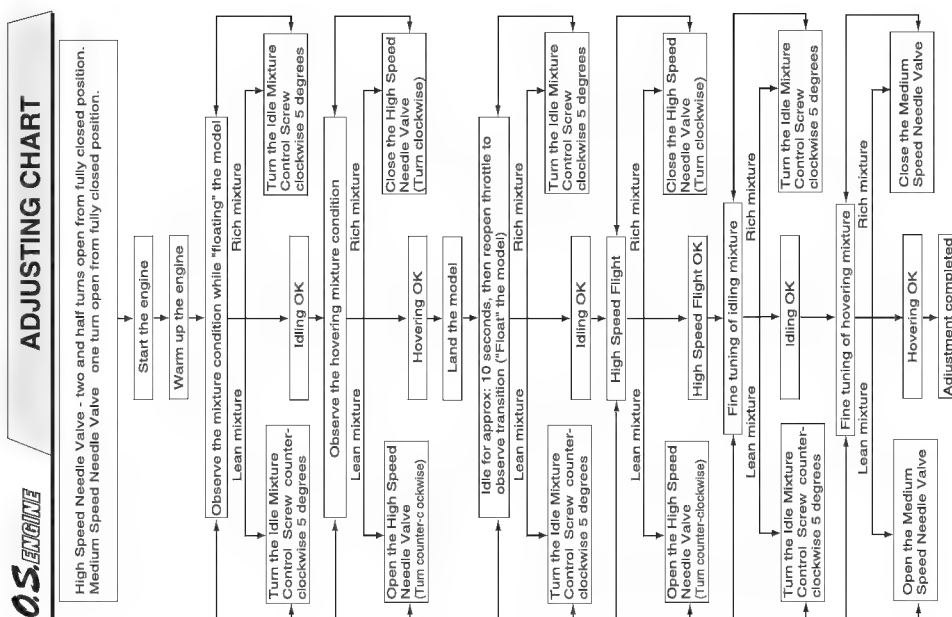 O.S. ENGINE
ADJUSTING CHART
High Speed Needle Valve - two and half turns open from fully closed position.
Medium Speed Needle Valve one turn open from fully closed position.
Start the engine
Warm up the engine
Observe the mixture condition while "floating" the model
Lean mixture
Rich mixture
Turn the Idle Mixture
Control Screw counter-
clockwise 5 degrees
Idling OK
Turn the Idle Mixture
Control Screw
clockwise 5 degrees
Observe the hovering mixture condition
Lean mixture
Rich mixture
Open the High Speed
Needle Valve
(Turn counter-c ockwise)
Hovering OK
Close the High Speed
Needle Valve
(Turn clockwise)
Land the model
Idle for approx: 10 seconds, then reopen throttle to
observe transition ("Float" the model)
Lean mixture
Rich mixture
Turn the Idle Mixture
Control Screw counter-
clockwise 5 degrees
Idling OK
Turn the Idle Mixture
Control Screw
clockwise 5 degrees
High Speed Flight
Lean mixture
Rich mixture
Open the High Speed
Needle Valve
(Turn counter-clockwise)
High Speed Flight OK
Close the High Speed
Needle Valve
(Turn clockwise)
Fine tuning of idling mixture
Lean mixture
Rich mixture
Turn the Idle Mixture
Control Screw counter-
clockwise 5 degrees
Idling OK
Turn the Idle Mixture
Control Screw
clockwise 5 degrees
Fine tuning of hovering mixture
Lean mixture
Rich mixture
Open the Medium
Speed Needle Valve
Hovering OK
Close the Medium
Speed Needle Valve
Adjustment completed